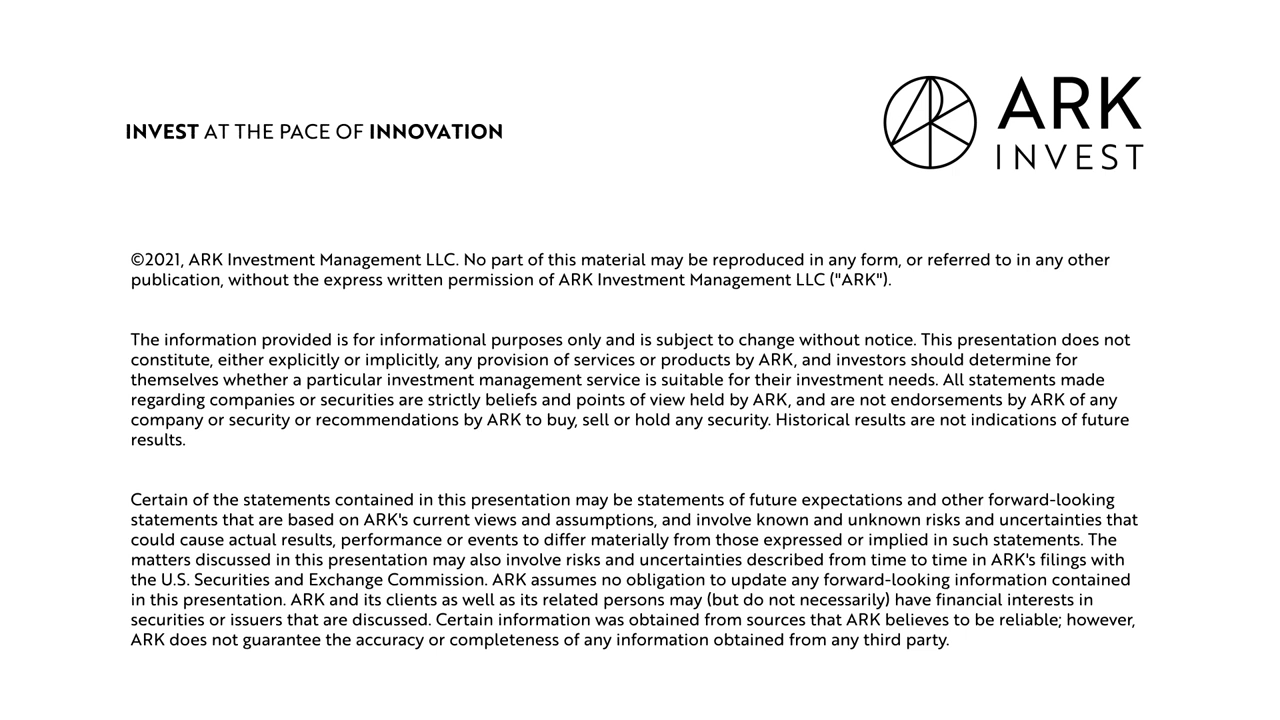 INVEST AT THE PACE OF INNOVATION
ARK
INVEST
©2021, ARK Investment Management LLC. No part of this material may be reproduced in any form, or referred to in any other
publication, without the express written permission of ARK Investment Management LLC ("ARK").
The information provided is for informational purposes only and is subject to change without notice. This presentation does not
constitute, either explicitly or implicitly, any provision of services or products by ARK, and investors should determine for
themselves whether a particular investment management service is suitable for their investment needs. All statements made
regarding companies or securities are strictly beliefs and points of view held by ARK, and are not endorsements by ARK of any
company or security or recommendations by ARK to buy, sell or hold any security. Historical results are not indications of future
results.
Certain of the statements contained in this presentation may be statements of future expectations and other forward-looking
statements that are based on ARK's current views and assumptions, and involve known and unknown risks and uncertainties that
could cause actual results, performance or events to differ materially from those expressed or implied in such statements. The
matters discussed in this presentation may also involve risks and uncertainties described from time to time in ARK's filings with
the U.S. Securities and Exchange Commission. ARK assumes no obligation to update any forward-looking information contained
in this presentation. ARK and its clients as well as its related persons may (but do not necessarily) have financial interests in
securities or issuers that are discussed. Certain information was obtained from sources that ARK believes to be reliable; however,
ARK does not guarantee the accuracy or completeness of any information obtained from any third party.